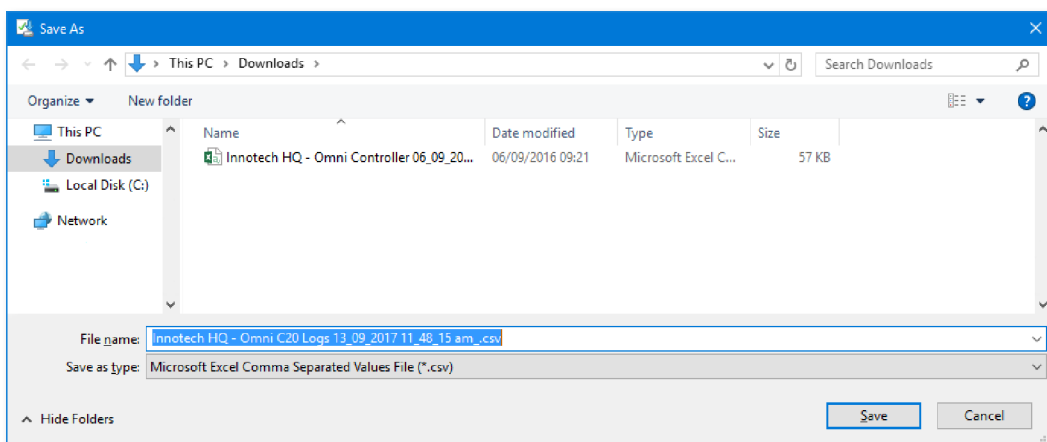 Save As
This PC > Downloads >
Search Downloads
Organize
New folder
?
This PC
Downloads
Local Disk (C:)
Network
Name Date modified Type Size
Innotech HQ - Omni Controller 06_09_20... 06/09/2016 09:21 Microsoft Excel C... 57 KB
File name: Innotech HQ - Omni C20 Logs 13_09_2017 11_48_15 am_.csv
Save as type: Microsoft Excel Comma Separated Values File (*.csv)
Hide Folders
Save
Cancel